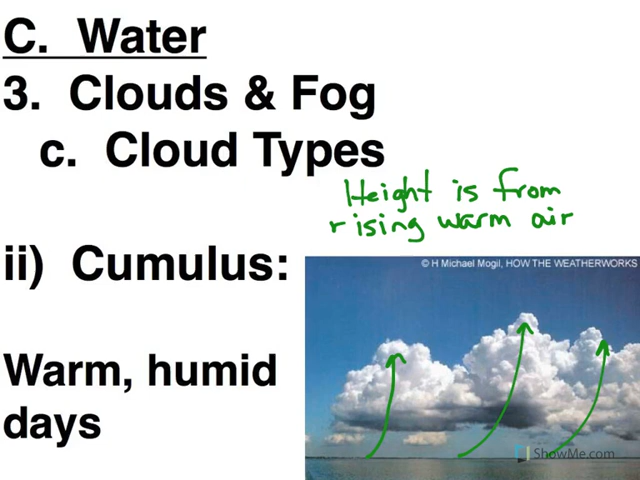 C. Water
3. Clouds & Fog
c. Cloud Types
Height is from
rising warm air
ii) Cumulus:
© H Michael Mogil, HOW THE WEATHERWORKS
Warm, humid
days
ShowMe.com